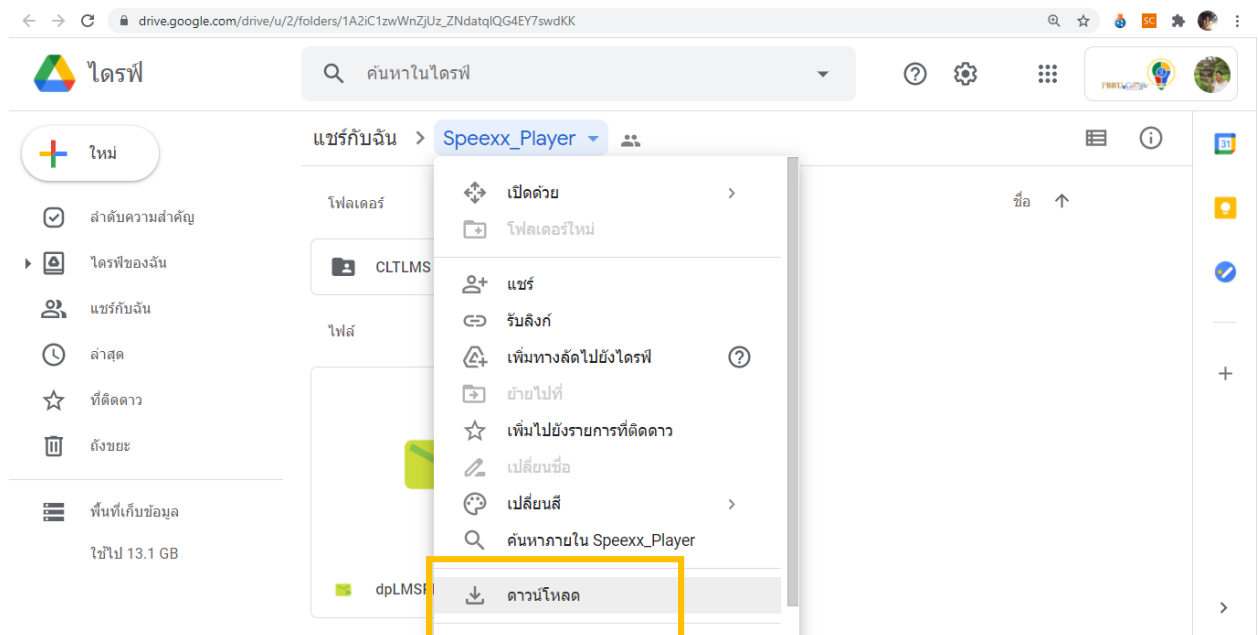 drive.google.com/drive/u/2/folders/1A2iC1zwWnZjUz_ZNdatqlQG4EY7swdKK
SC
ไดรฟ์
ค้นหาในไดรฟ์
PBRU Google
ใหม่
แชร์กับฉัน > Speexx_Player
31
ลำดับความสำคัญ
ไดรฟ์ของฉัน
แชร์กับฉัน
ล่าสุด
ที่ติดดาว
ถังขยะ
พื้นที่เก็บข้อมูล
ใช้ไป 13.1 GB
โฟลเดอร์
ชื่อ
CLTLMS
ไฟล์
เปิดด้วย
โฟลเดอร์ใหม่
แชร์
รับลิงก์
เพิ่มทางลัดไปยังไดรฟ์
ย้ายไปที่
เพิ่มไปยังรายการที่ติดดาว
เปลี่ยนชื่อ
เปลี่ยนสี
ค้นหาภายใน Speexx_Player
dpLMSP
ดาวน์โหลด